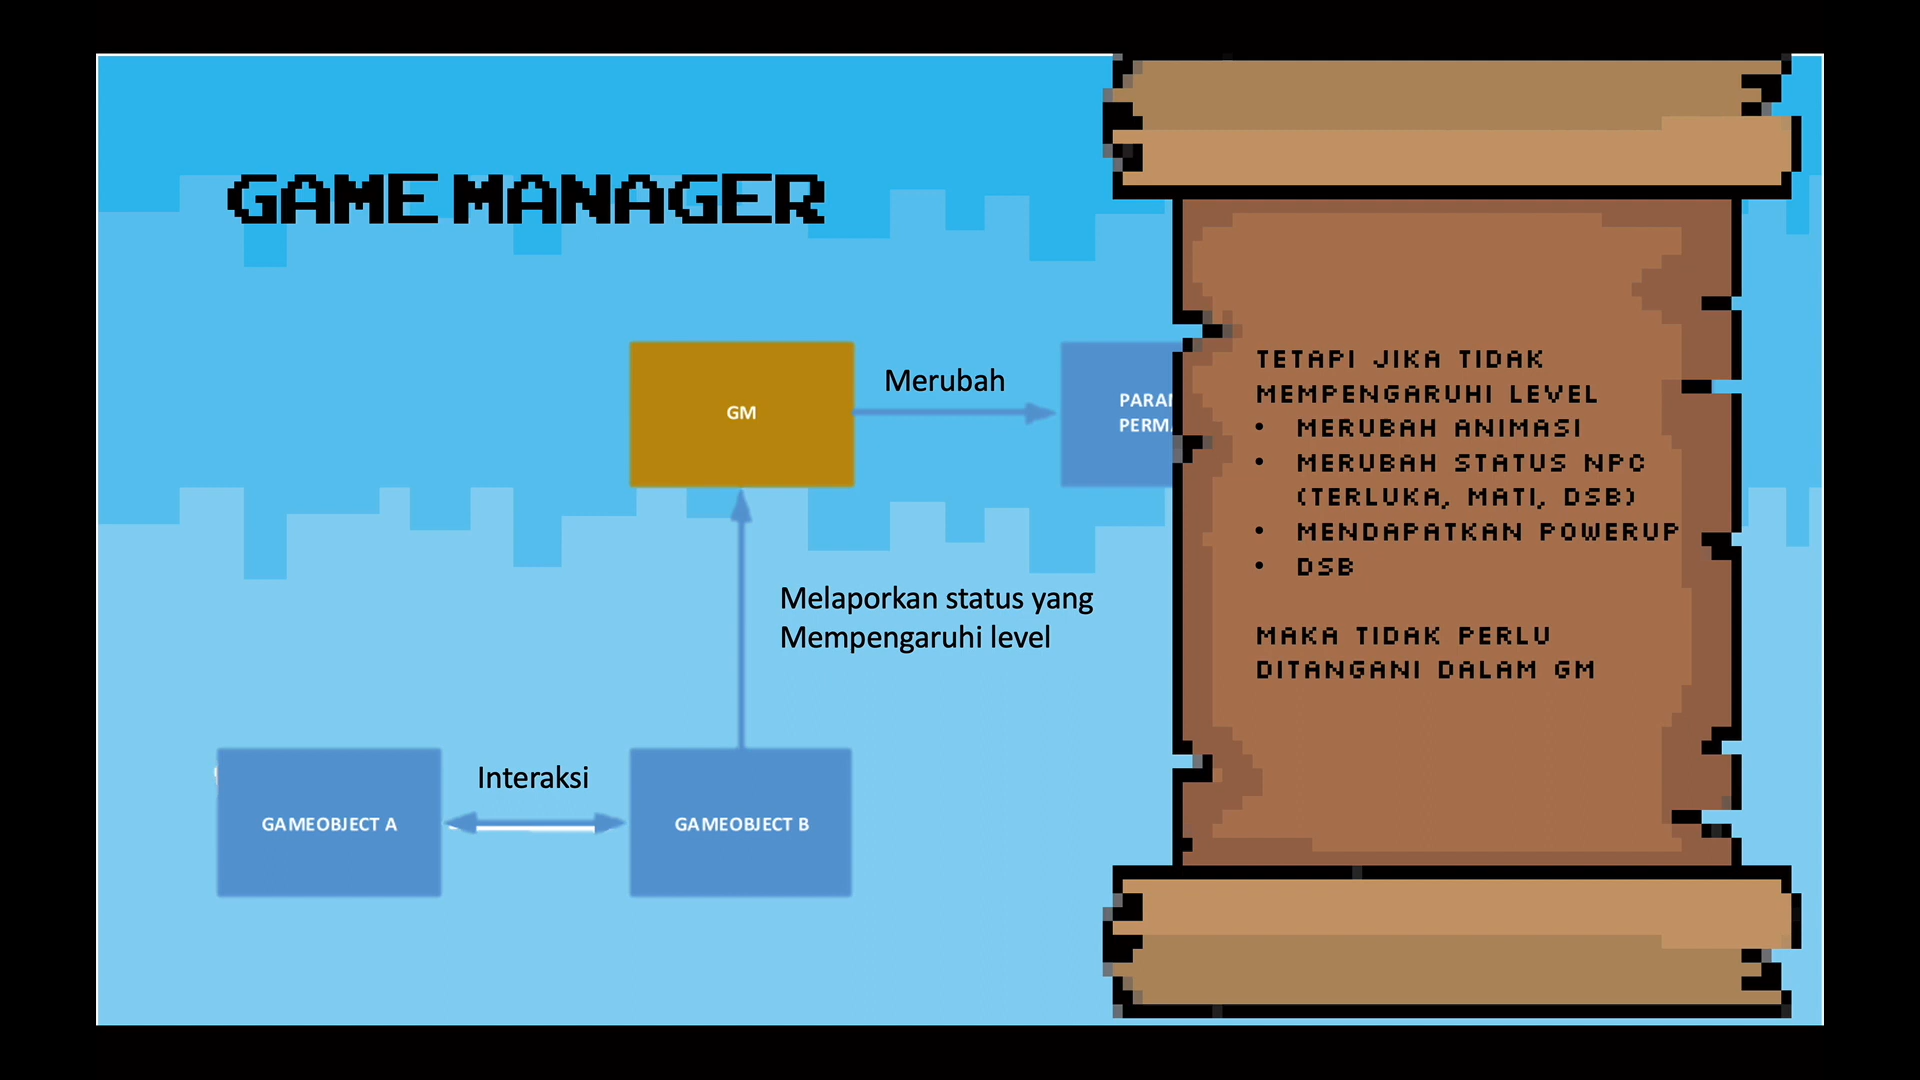 GAME MANAGER
GM
Merubah
Melaporkan status yang
Mempengaruhi level
GAMEOBJECT A
Interaksi
GAMEOBJECT B
TETAPI JIKA TIDAK
MEMPENGARUHI LEVEL
• MERUBAH ANIMASI
• MERUBAH STATUS NPC
(TERLUKA, MATI, DSB)
• MENDAPATKAN POWERUP
• DSB
MAKA TIDAK PERLU
DITANGANI DALAM GM